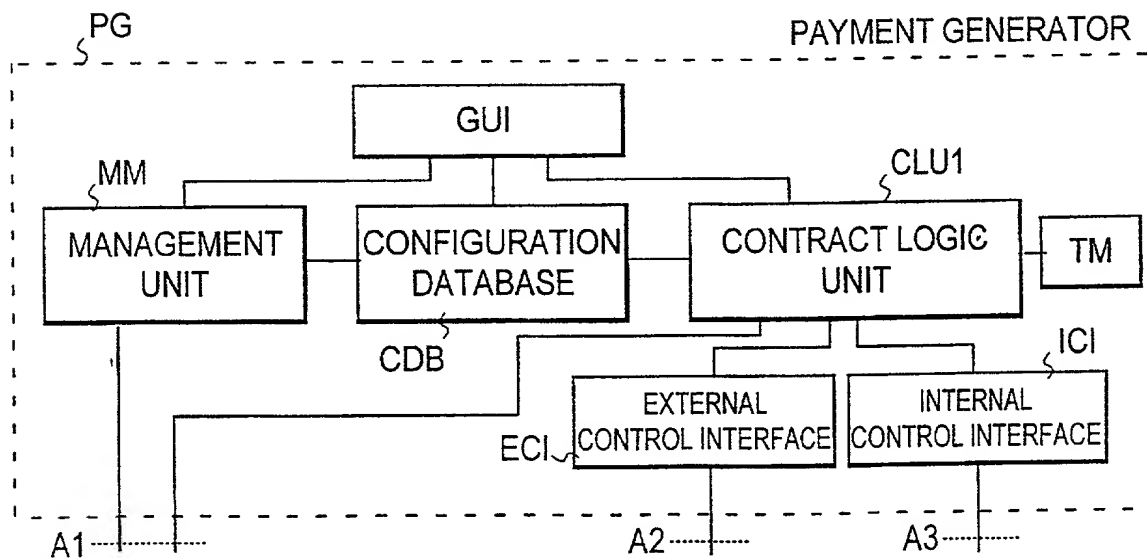 PG
PAYMENT GENERATOR
GUI
MM
CLU1
MANAGEMENT
UNIT
CONFIGURATION
DATABASE
CONTRACT LOGIC
UNIT
TM
CDB
ICI
EXTERNAL
CONTROL INTERFACE
INTERNAL
CONTROL INTERFACE
ECI
A1
A2
A3